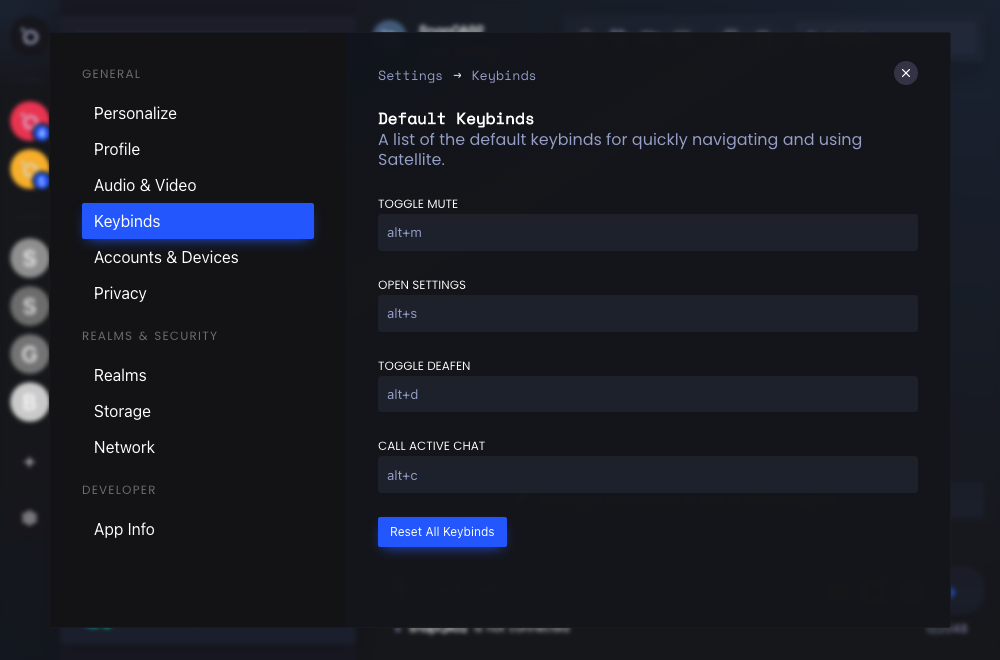 GENERAL
Personalize
Profile
Audio & Video
Keybinds
Accounts & Devices
Privacy
REALMS & SECURITY
Realms
Storage
Network
DEVELOPER
App Info
Settings → Keybinds
Default Keybinds
A list of the default keybinds for quickly navigating and using
Satellite.
TOGGLE MUTE
alt+m
OPEN SETTINGS
alt+s
TOGGLE DEAFEN
alt+d
CALL ACTIVE CHAT
alt+c
Reset All Keybinds
S
S
G
B